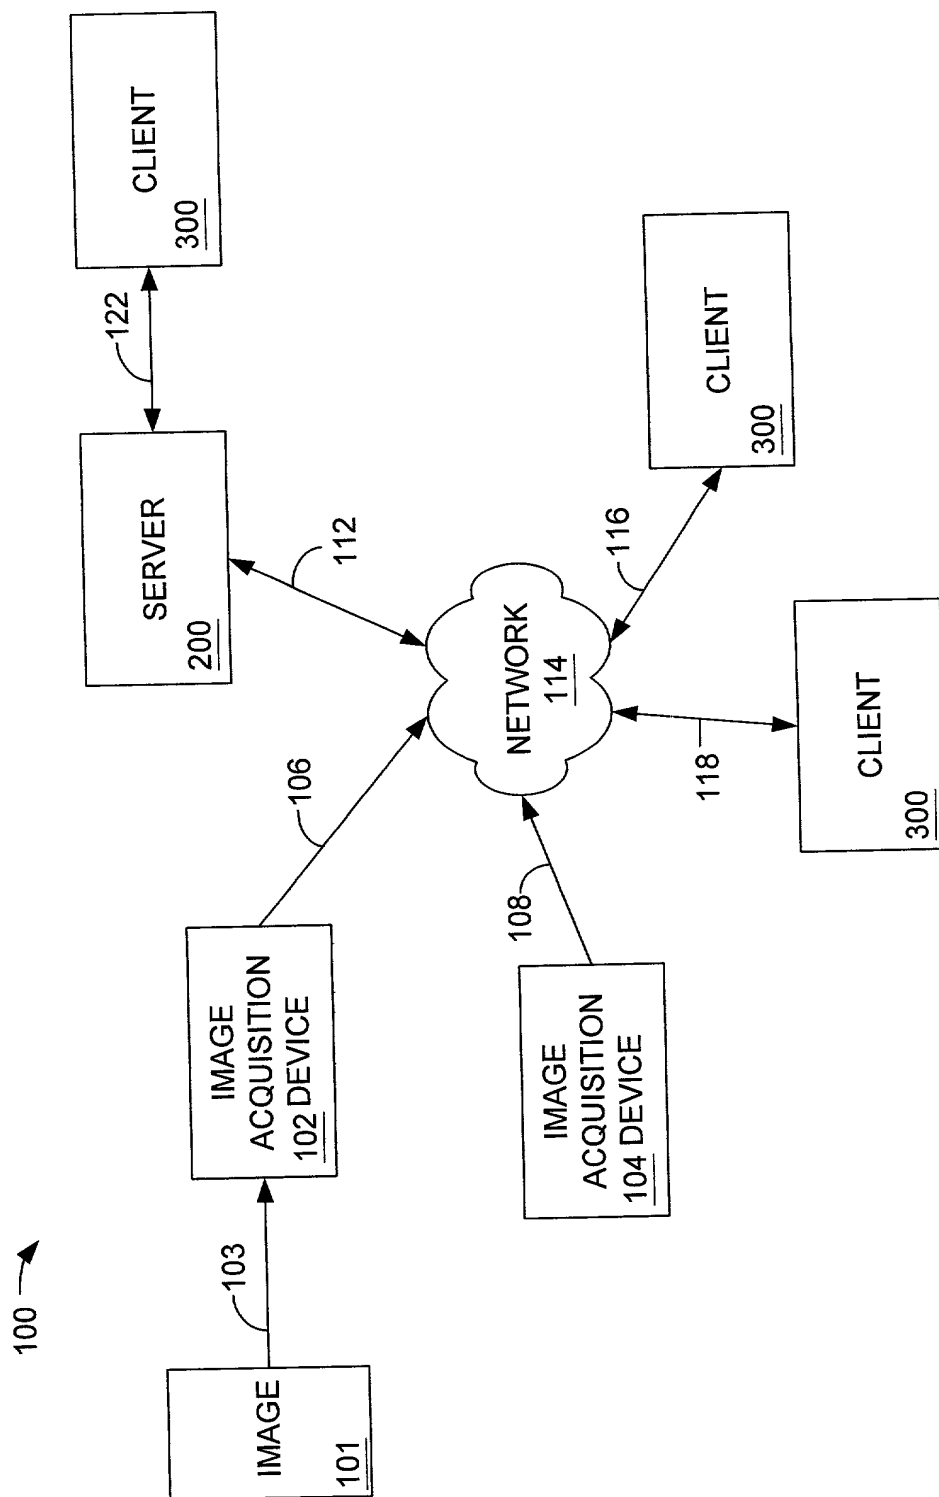 100
IMAGE
101
103
IMAGE
ACQUISITION
102 DEVICE
106
IMAGE
ACQUISITION
104 DEVICE
108
NETWORK
114
SERVER
200
112
122
CLIENT
300
116
CLIENT
300
118
CLIENT
300